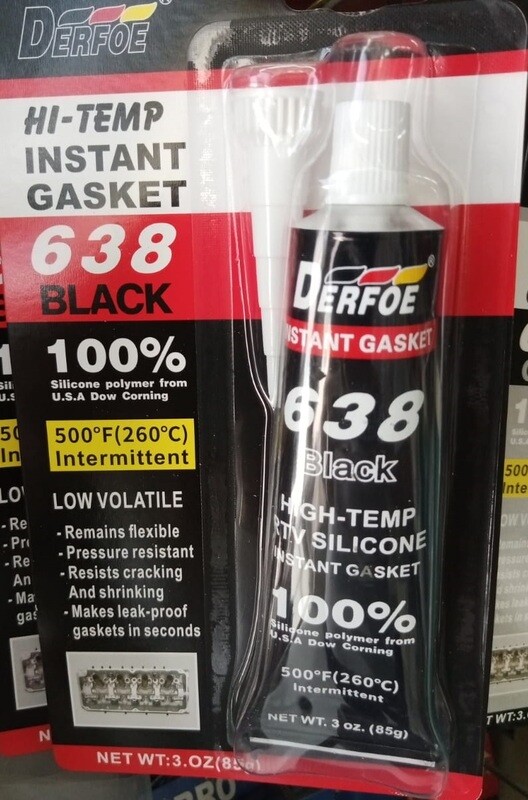 DERFOE
HI-TEMP
INSTANT
GASKET
638
BLACK
100%
Silicone polymer from
U.S.A Dow Corning
500°F(260°C)
Intermittent
LOW VOLATILE
- Remains flexible
- Pressure resistant
- Resists cracking
And shrinking
- Makes leak-proof
gaskets in seconds
NET WT:3.OZ(85g)
DERFOE®
INSTANT GASKET
638
Black
HIGH-TEMP
RTV SILICONE
INSTANT GASKET
100%
Silicone polymer from
U.S.A Dow Corning
500°F(260°C)
Intermittent
NET WT. 3 oz. (85g)